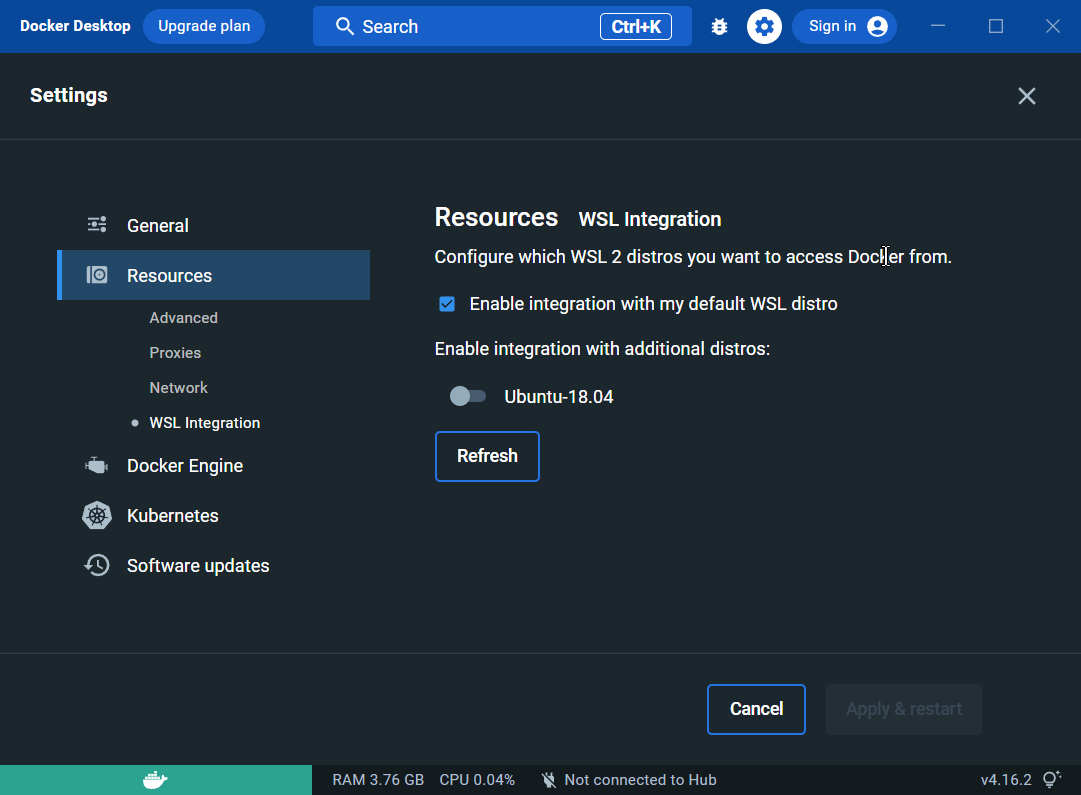 Docker Desktop
Upgrade plan
Search
Ctrl+K
Sign in
Settings
General
Resources
Advanced
Proxies
Network
WSL Integration
Docker Engine
Kubernetes
Software updates
Resources WSL Integration
Configure which WSL 2 distros you want to access Docker from.
Enable integration with my default WSL distro
Enable integration with additional distros:
Ubuntu-18.04
Refresh
Cancel
Apply & restart
RAM 3.76 GB CPU 0.04% Not connected to Hub
v4.16.2